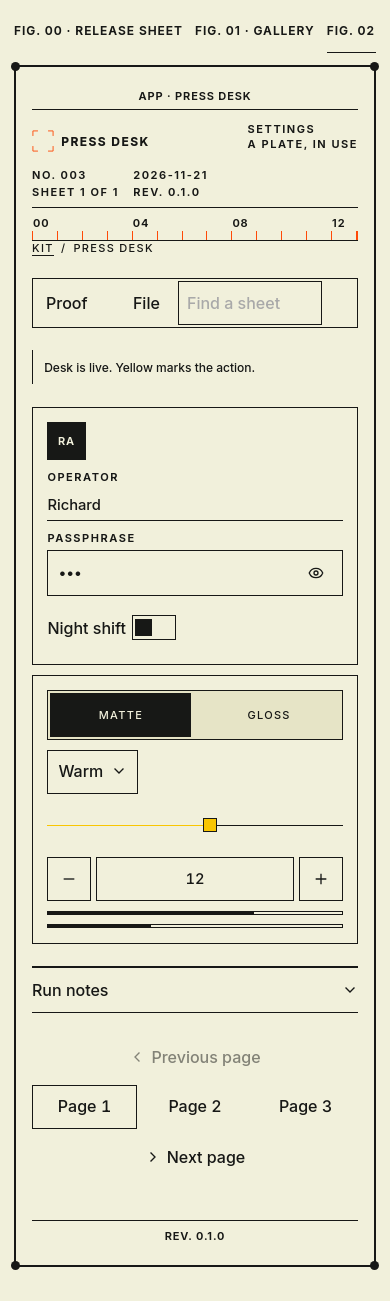 FIG. 00 · RELEASE SHEET FIG. 01 · GALLERY FIG. 02
APP · PRESS DESK
PRESS DESK
SETTINGS
A PLATE, IN USE
NO. 003 2026-11-21
SHEET 1 OF 1 REV. 0.1.0
00 04 08 12
KIT / PRESS DESK
Proof File Find a sheet
Desk is live. Yellow marks the action.
RA
OPERATOR
Richard
PASSPHRASE
•••
Night shift
MATTE GLOSS
Warm
12
Run notes
Previous page
Page 1 Page 2 Page 3
Next page
REV. 0.1.0